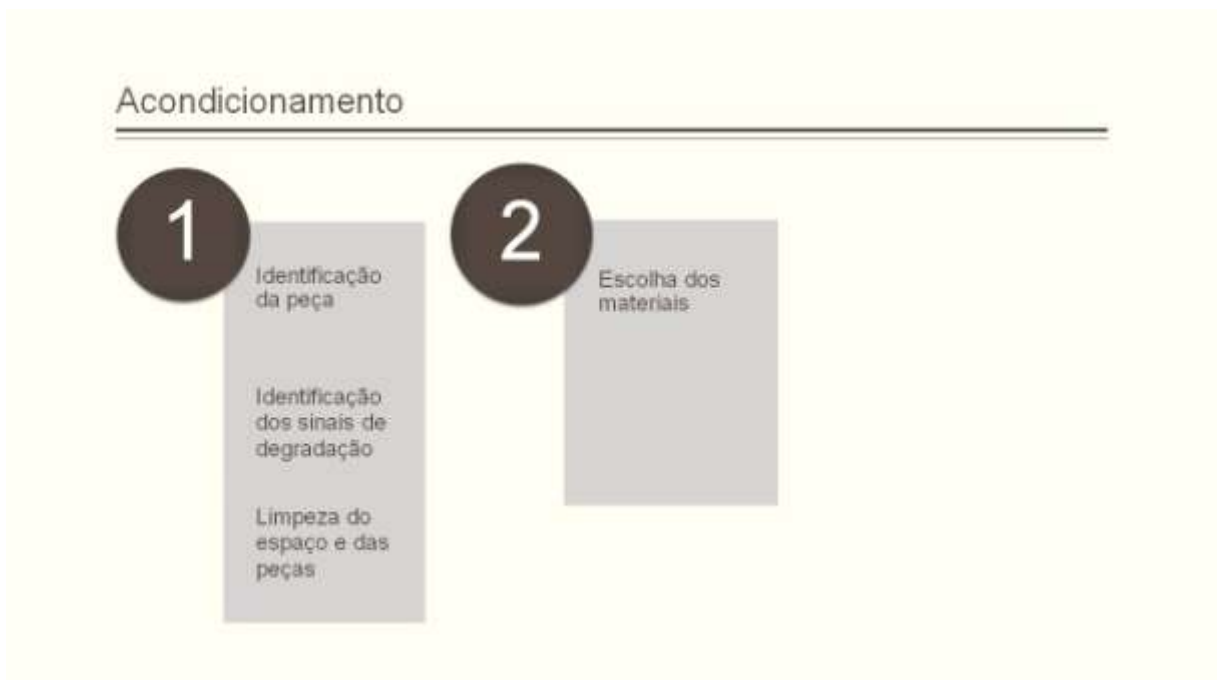 Acondicionamento
1
Identificação
da peça
Identificação
dos sinais de
degradação
Limpeza do
espaço e das
peças
2
Escolha dos
materiais